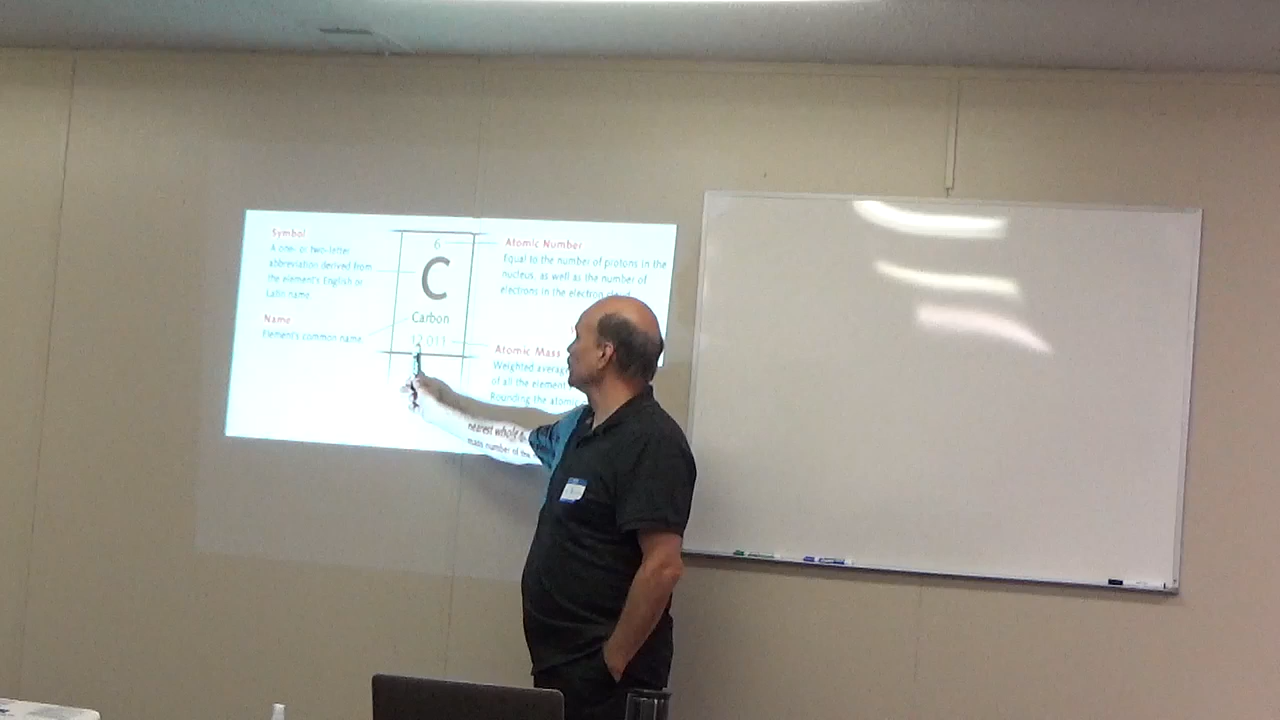 Symbol
A one- or two-letter
abbreviation derived from
the element's English or
Latin name.
Name
Element's common name.
6
C
Carbon
12.011
Atomic Number
Equal to the number of protons in the
nucleus, as well as the number of
electrons in the electron cloud.
Atomic Mass
Weighted average
of all the element
Rounding the atomic
nearest whole
mass number of the